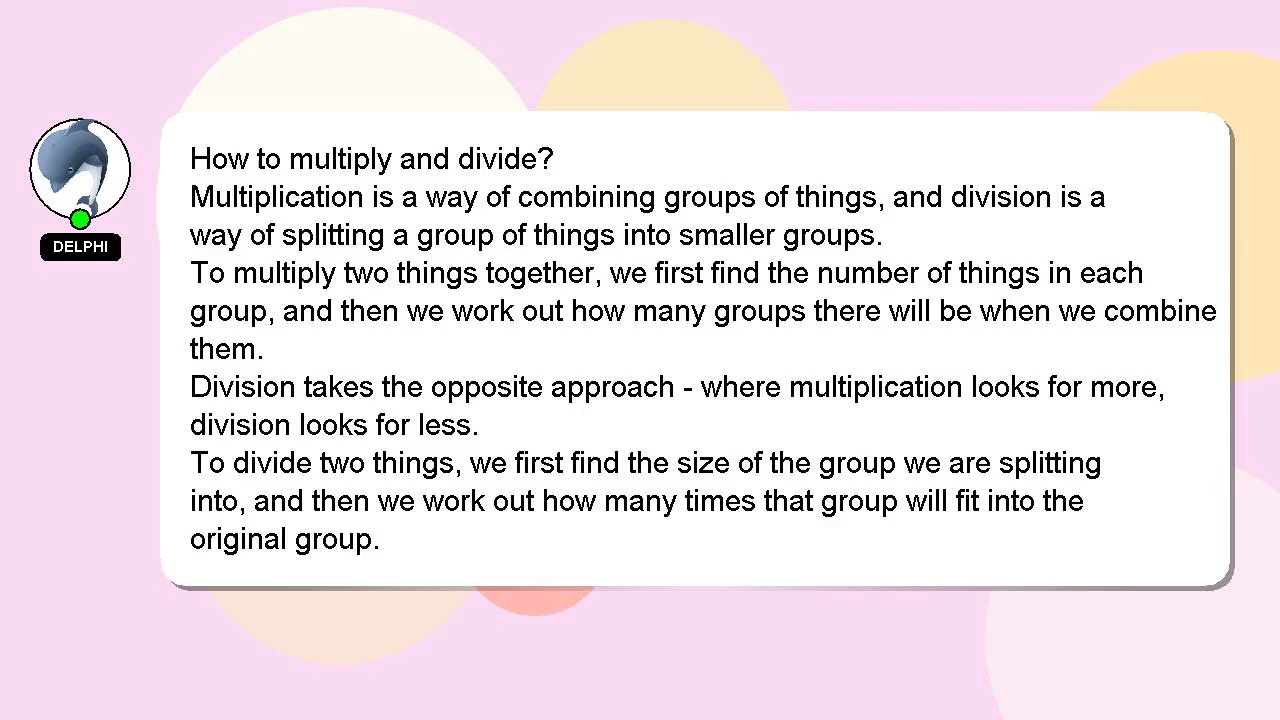 How to multiply and divide?
Multiplication is a way of combining groups of things, and division is a
way of splitting a group of things into smaller groups.
To multiply two things together, we first find the number of things in each
group, and then we work out how many groups there will be when we combine
them.
Division takes the opposite approach - where multiplication looks for more,
division looks for less.
To divide two things, we first find the size of the group we are splitting
into, and then we work out how many times that group will fit into the
original group.
DELPHI